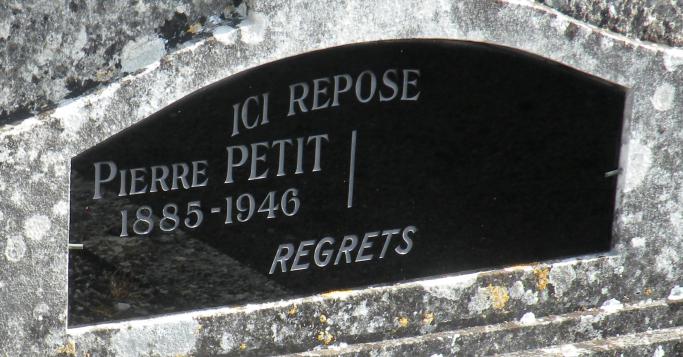 ICI REPOSE
PIERRE PETIT
1885-1946
REGRETS